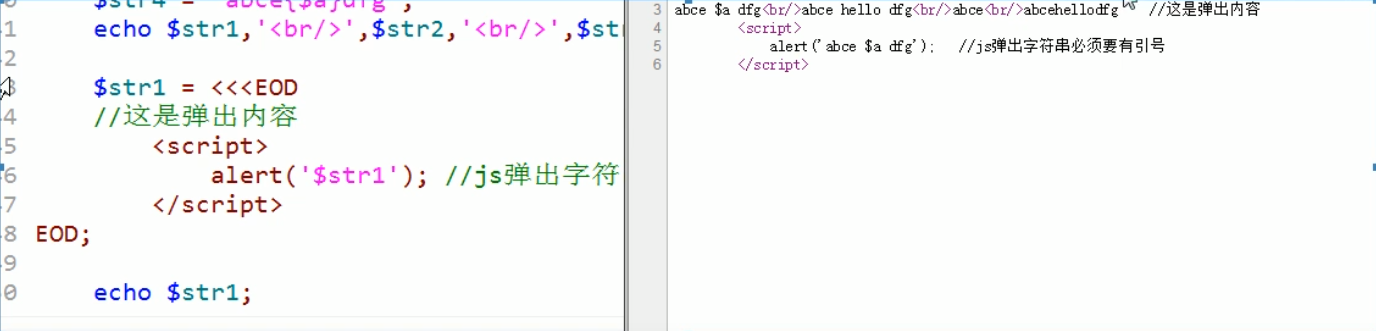 $str4 = "abce{$a}dfg";
1 echo $str1,'<br/>',$str2,'<br/>',$st
2
3 $str1 = <<<EOD
4 //这是弹出内容
5 <script>
6 alert('$str1'); //js弹出字符
7 </script>
8 EOD;
9
0 echo $str1;
3 abce $a dfg<br/>abce hello dfg<br/>abce<br/>abcehellodfg //这是弹出内容
4 <script>
5 alert('abce $a dfg'); //js弹出字符串必须要有引号
6 </script>